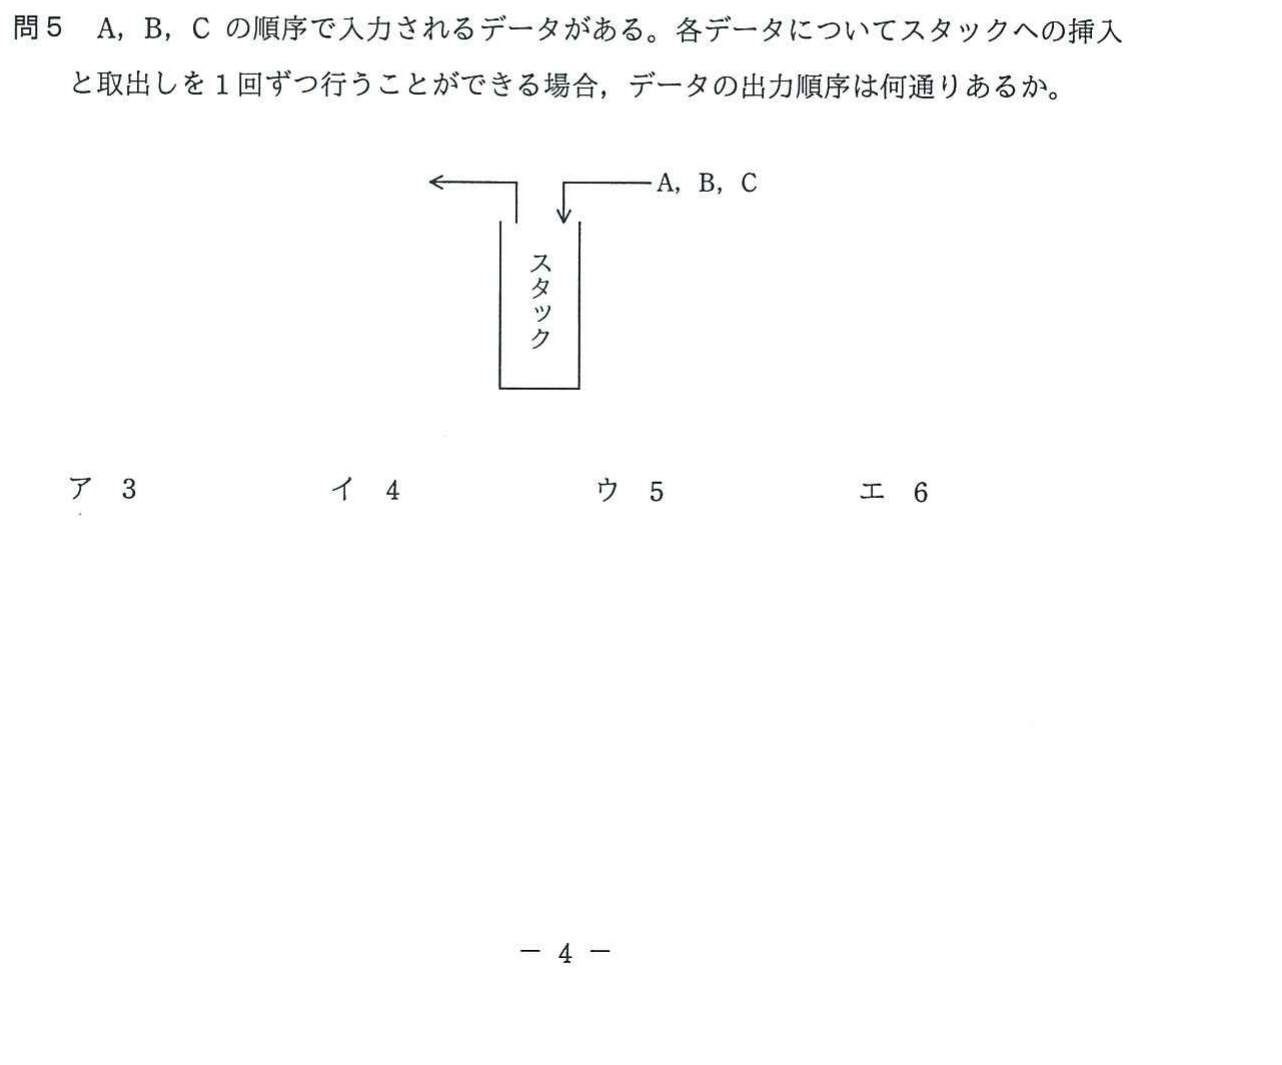 問5 A，B，C の順序で入力されるデータがある。各データについてスタックへの挿入
と取出しを1回ずつ行うことができる場合，データの出力順序は何通りあるか。
A，B，C
スタック
ア 3 イ 4 ウ 5 エ 6
－ 4 －